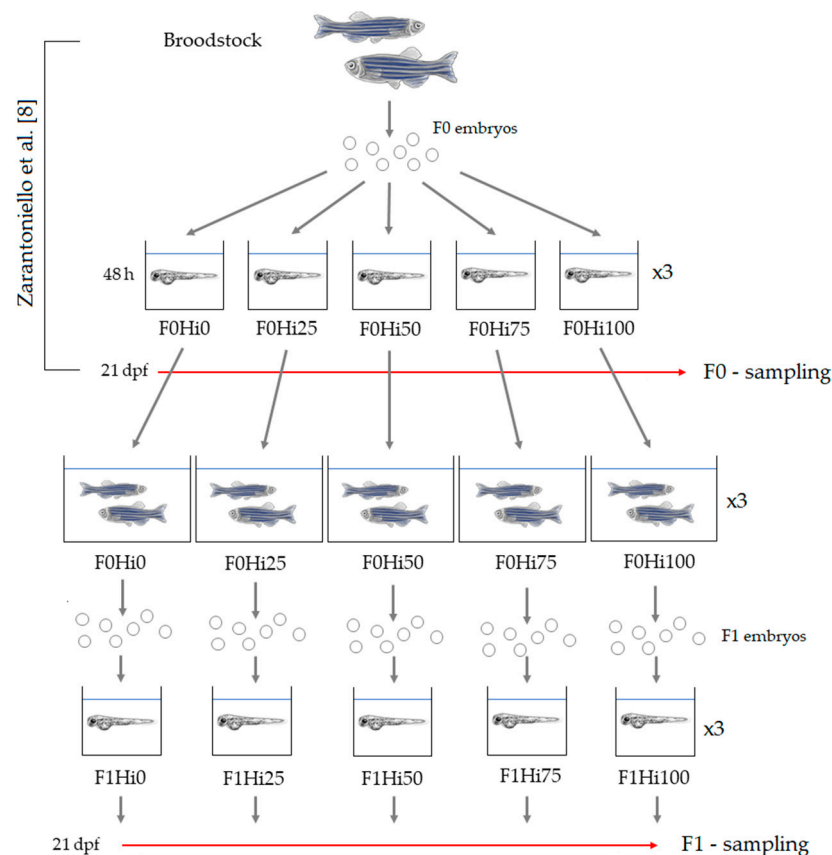 Broodstock
Zarantoniello et al. [8]
F0 embryos
48 h
x3
F0Hi0 F0Hi25 F0Hi50 F0Hi75 F0Hi100
21 dpf
F0 - sampling
x3
F0Hi0 F0Hi25 F0Hi50 F0Hi75 F0Hi100
F1 embryos
x3
F1Hi0 F1Hi25 F1Hi50 F1Hi75 F1Hi100
21 dpf
F1 - sampling